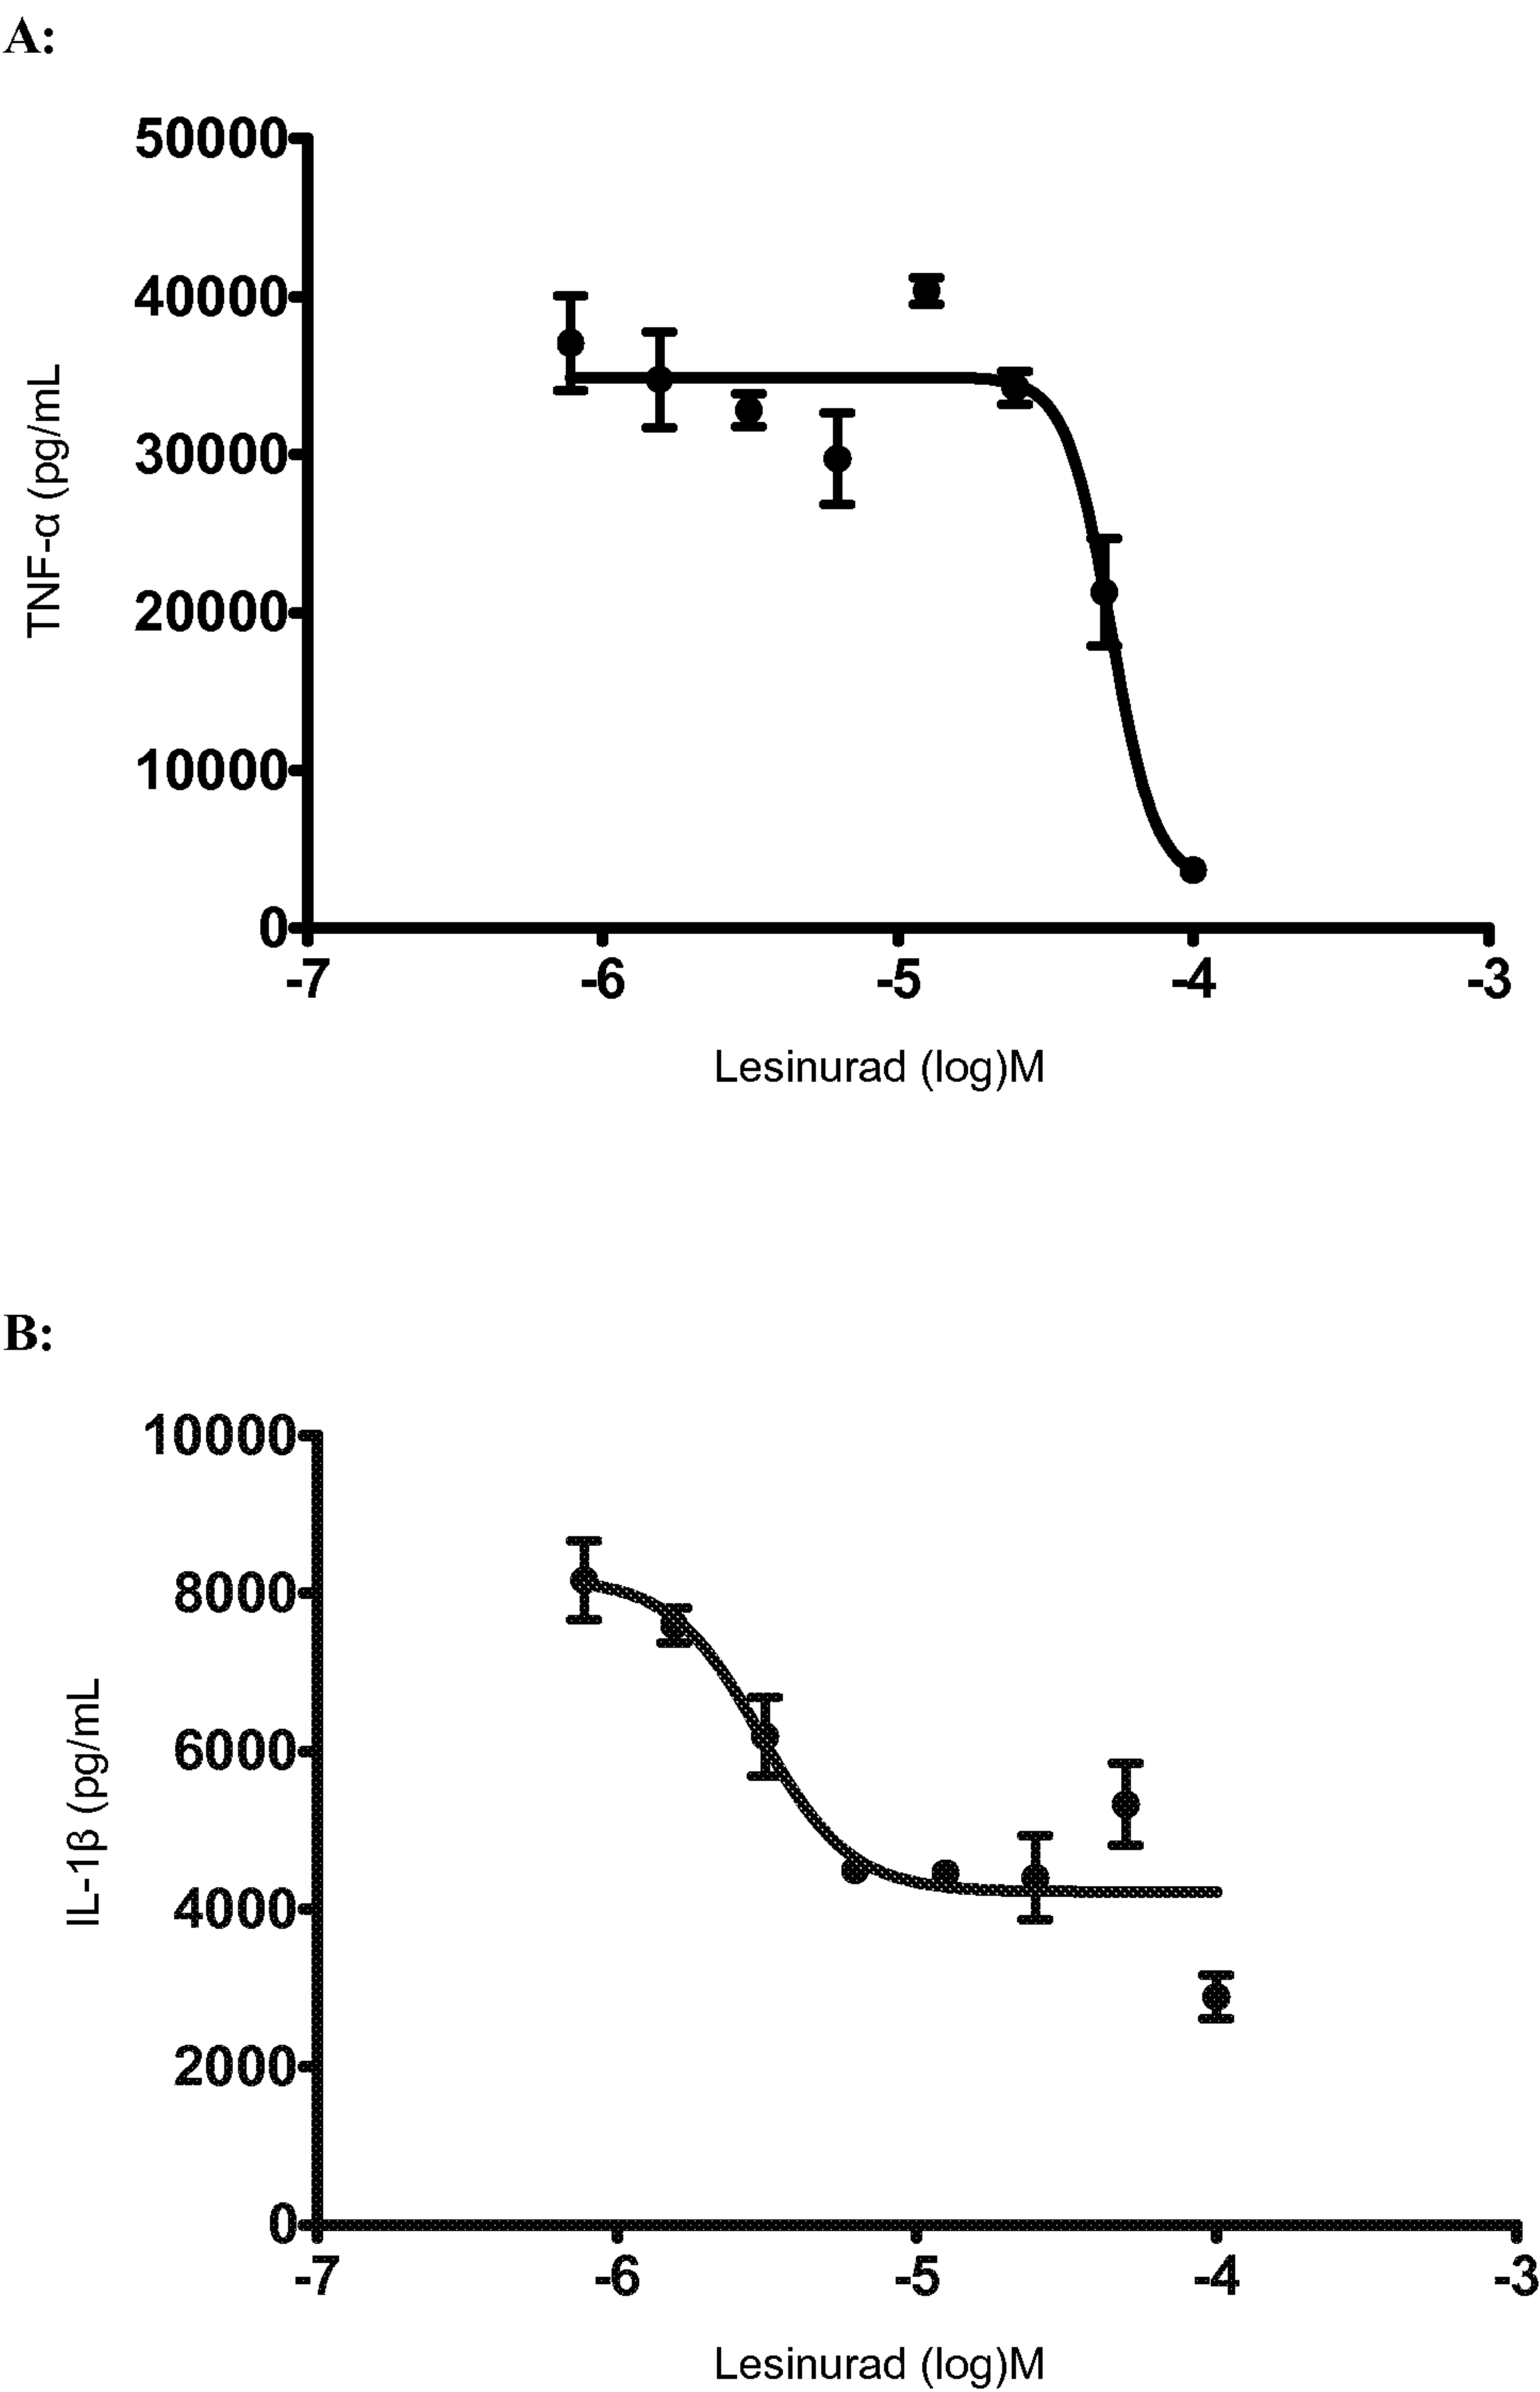 A:
50000
40000
30000
20000
10000
0
TNF-α (pg/mL
-7 -6 -5 -4 -3
Lesinurad (log)M
B:
10000
8000
6000
4000
2000
0
IL-1β (pg/mL
-7 -6 -5 -4 -3
Lesinurad (log)M